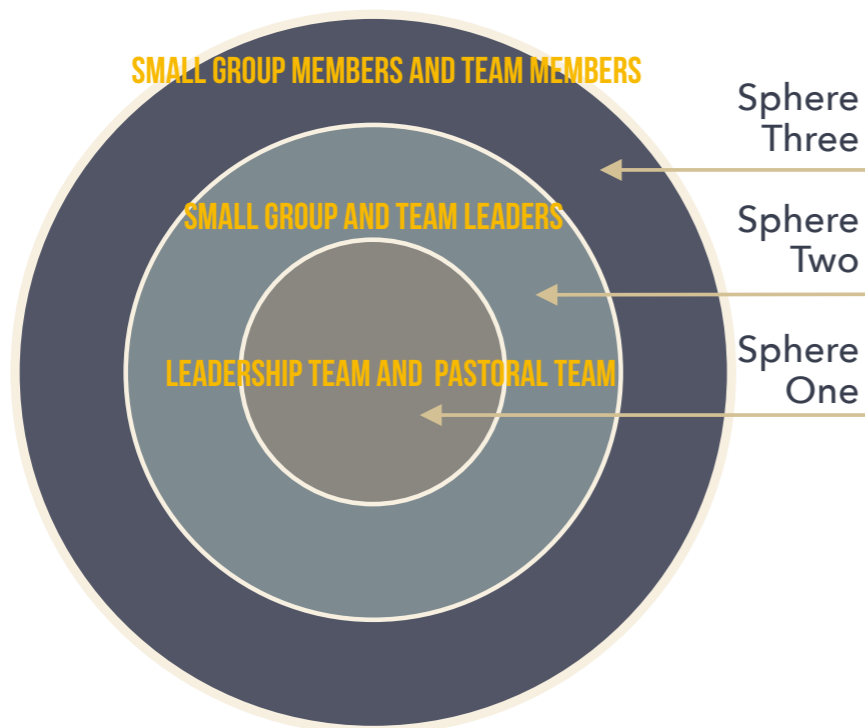 SMALL GROUP MEMBERS AND TEAM MEMBERS
Sphere
Three
SMALL GROUP AND TEAM LEADERS
Sphere
Two
LEADERSHIP TEAM AND PASTORAL TEAM
Sphere
One